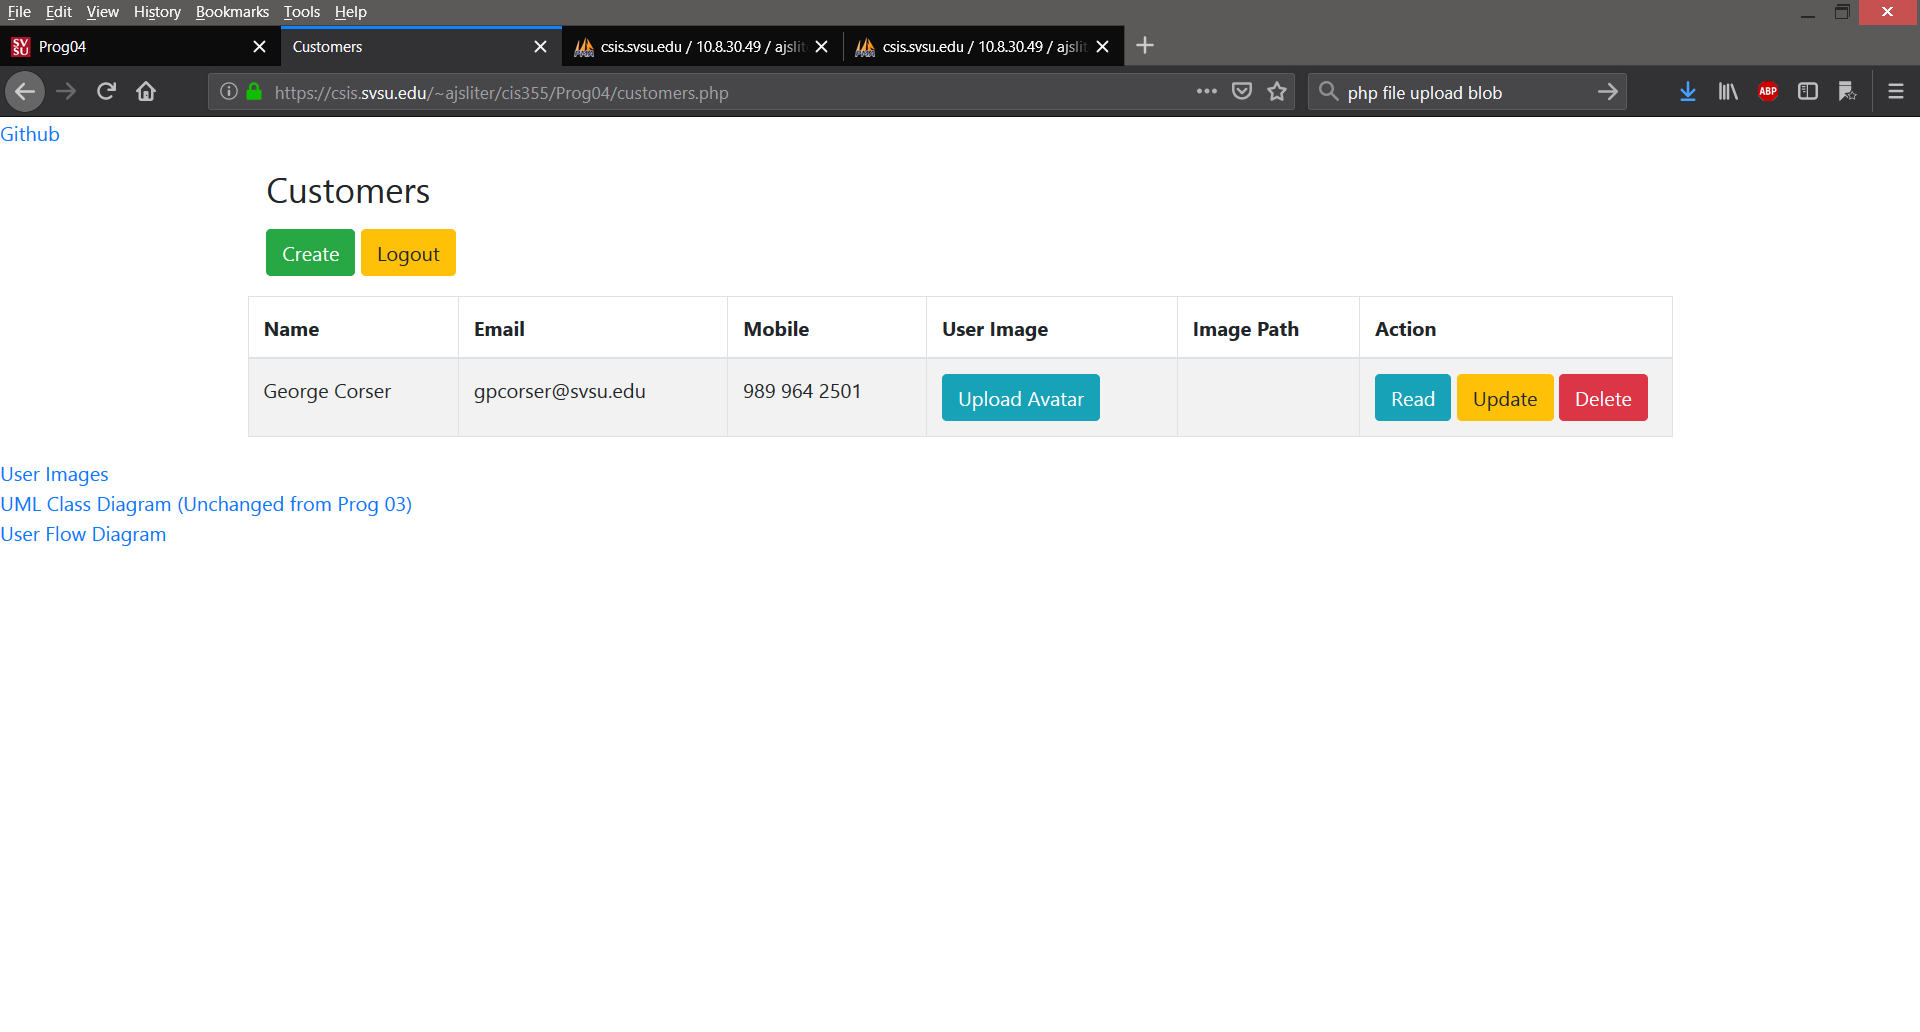 File Edit View History Bookmarks Tools Help
Prog04 Customers csis.svsu.edu / 10.8.30.49 / ajslit csis.svsu.edu / 10.8.30.49 / ajslit
https://csis.svsu.edu/~ajsliter/cis355/Prog04/customers.php php file upload blob ABP
Github
Customers
Create Logout
Name Email Mobile User Image Image Path Action
George Corser gpcorser@svsu.edu 989 964 2501 Upload Avatar Read Update Delete
User Images
UML Class Diagram (Unchanged from Prog 03)
User Flow Diagram